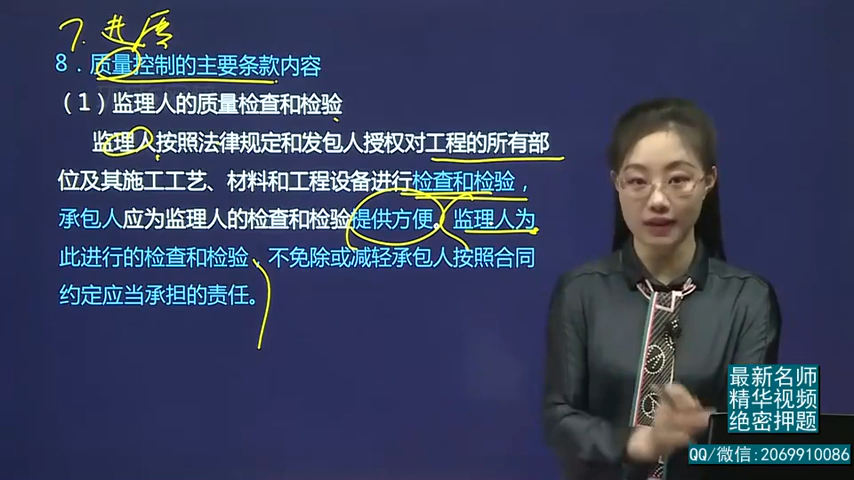 7.进度
8．质量控制的主要条款内容
（1）监理人的质量检查和检验
监理人按照法律规定和发包人授权对工程的所有部
位及其施工工艺、材料和工程设备进行检查和检验，
承包人应为监理人的检查和检验提供方便。监理人为
此进行的检查和检验，不免除或减轻承包人按照合同
约定应当承担的责任。
最新名师
精华视频
绝密押题
QQ/微信:2069910086